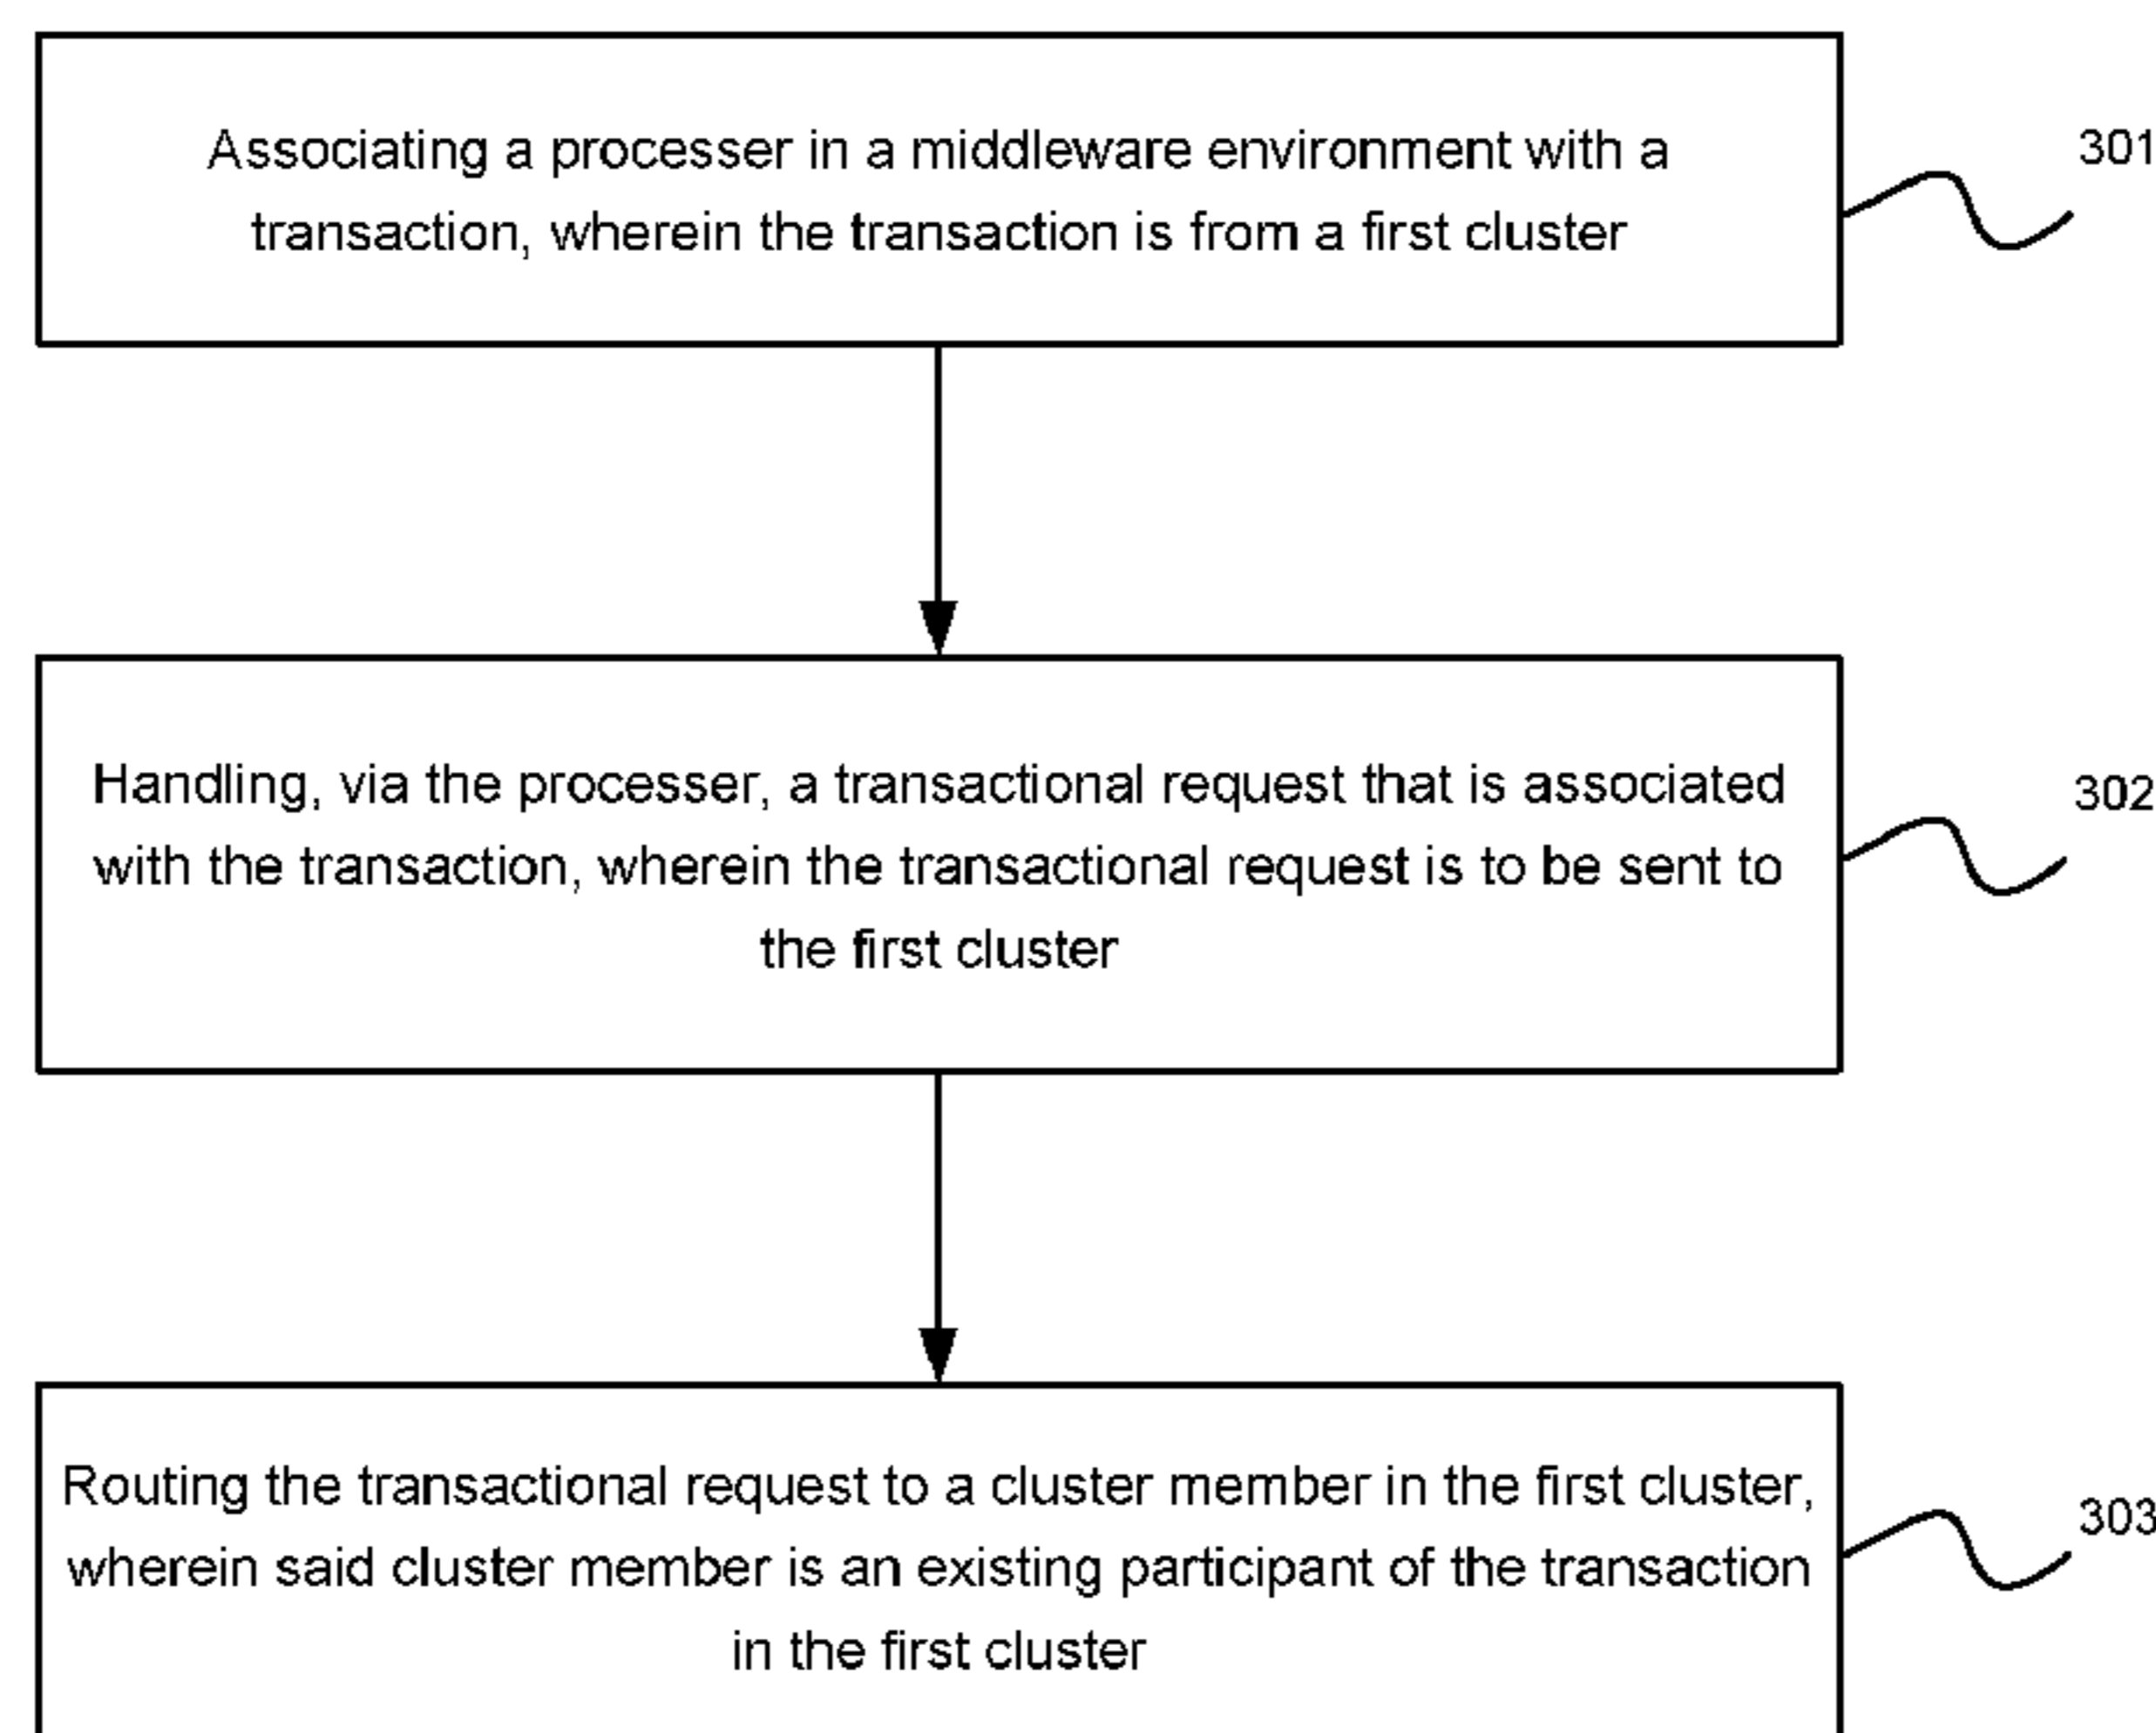 Associating a processer in a middleware environment with a
transaction, wherein the transaction is from a first cluster
301
Handling, via the processer, a transactional request that is associated
with the transaction, wherein the transactional request is to be sent to
the first cluster
302
Routing the transactional request to a cluster member in the first cluster,
wherein said cluster member is an existing participant of the transaction
in the first cluster
303